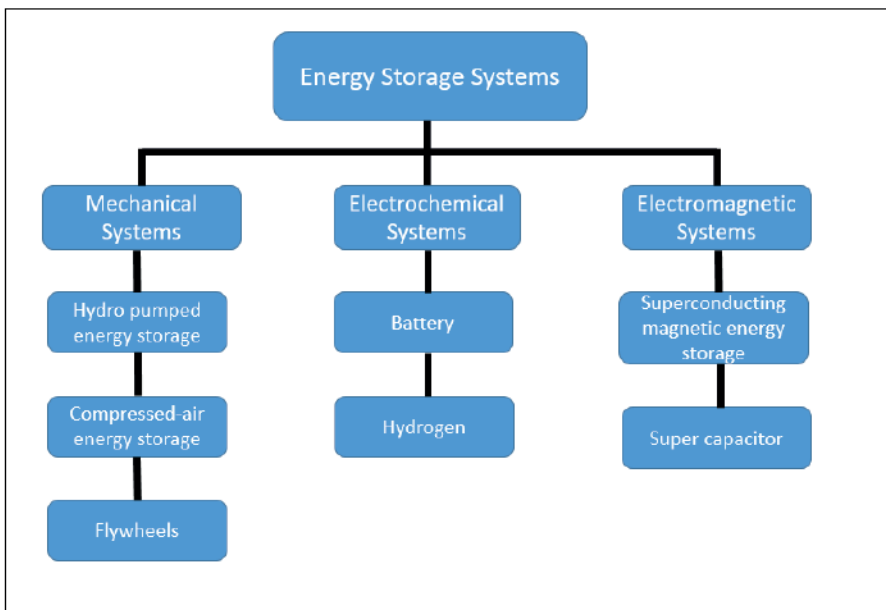 Energy Storage Systems
Mechanical
Systems
Electrochemical
Systems
Electromagnetic
Systems
Hydro pumped
energy storage
Battery
Superconducting
magnetic energy
storage
Compressed-air
energy storage
Hydrogen
Super capacitor
Flywheels